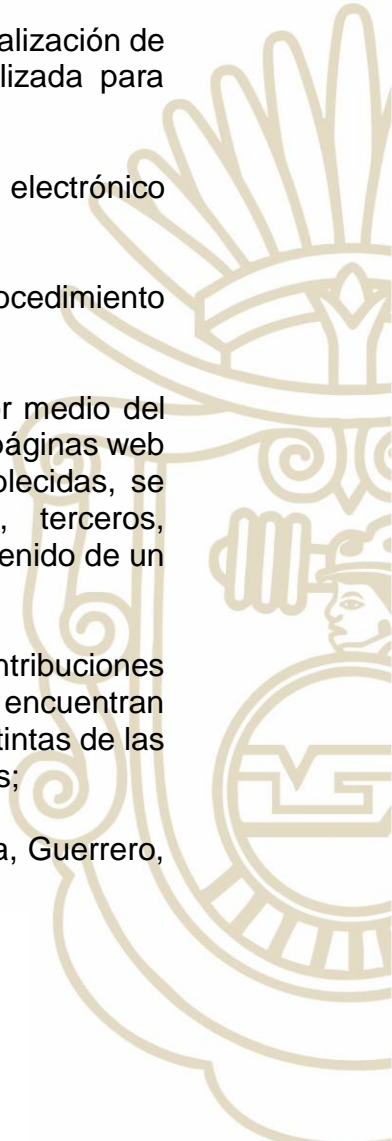 alización de
lizada para
electrónico
ocedimiento
r medio del
páginas web
blecidas, se
, terceros,
enido de un
ntribuciones
encuentran
tintas de las
s;
a, Guerrero,